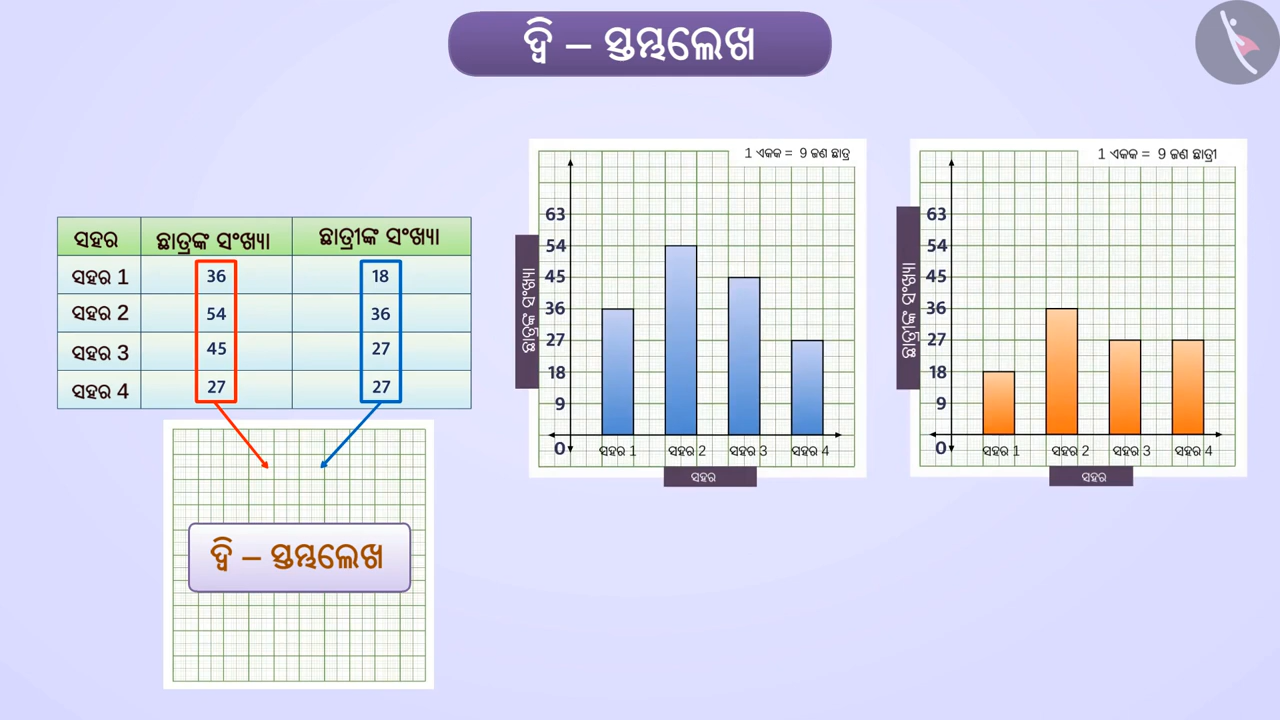 ଦ୍ୱି – ସ୍ତମ୍ଭଲେଖ
ସହର ଛାତ୍ରଙ୍କ ସଂଖ୍ୟା ଛାତ୍ରୀଙ୍କ ସଂଖ୍ୟା
ସହର 1 36 18
ସହର 2 54 36
ସହର 3 45 27
ସହର 4 27 27
ଦ୍ୱି – ସ୍ତମ୍ଭଲେଖ
1 ଏକକ = 9 ଜଣ ଛାତ୍ର
ଛାତ୍ରଙ୍କ ସଂଖ୍ୟା
63
54
45
36
27
18
9
0
ସହର 1 ସହର 2 ସହର 3 ସହର 4
ସହର
1 ଏକକ = 9 ଜଣ ଛାତ୍ରୀ
ଛାତ୍ରୀଙ୍କ ସଂଖ୍ୟା
63
54
45
36
27
18
9
0
ସହର 1 ସହର 2 ସହର 3 ସହର 4
ସହର